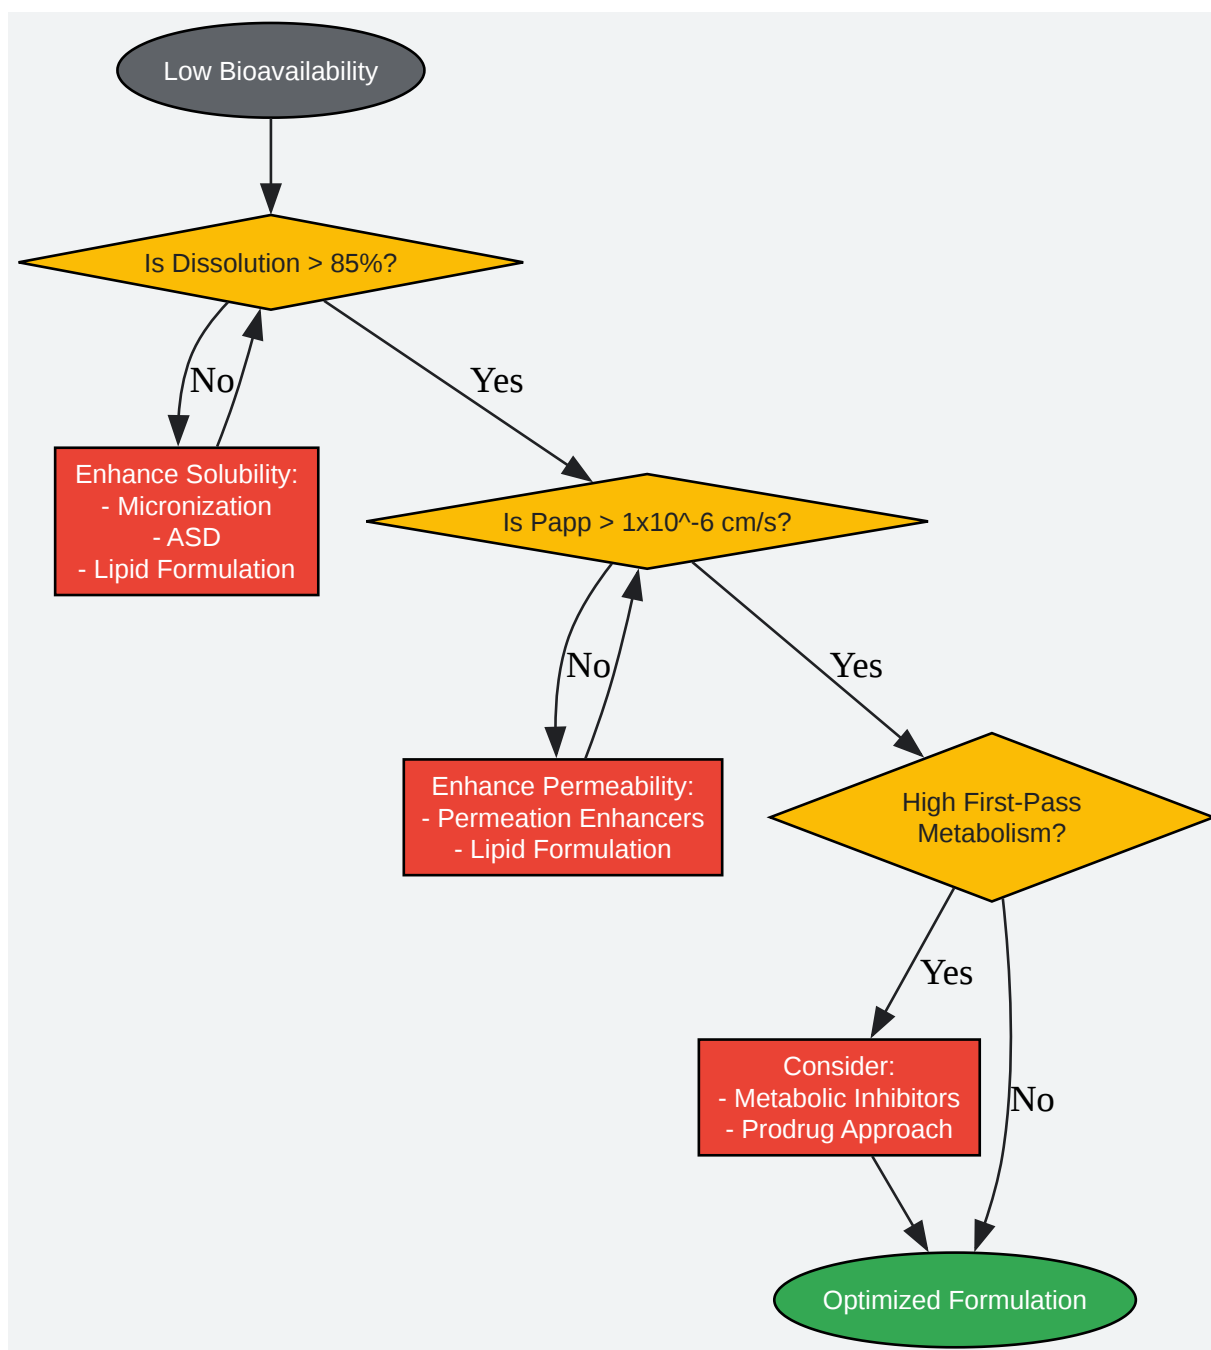 Low Bioavailability
Is Dissolution > 85%?
No
Yes
Enhance Solubility:
- Micronization
- ASD
- Lipid Formulation
Is Papp > 1x10^-6 cm/s?
No
Yes
Enhance Permeability:
- Permeation Enhancers
- Lipid Formulation
High First-Pass
Metabolism?
Yes
Consider:
- Metabolic Inhibitors
- Prodrug Approach
No
Optimized Formulation